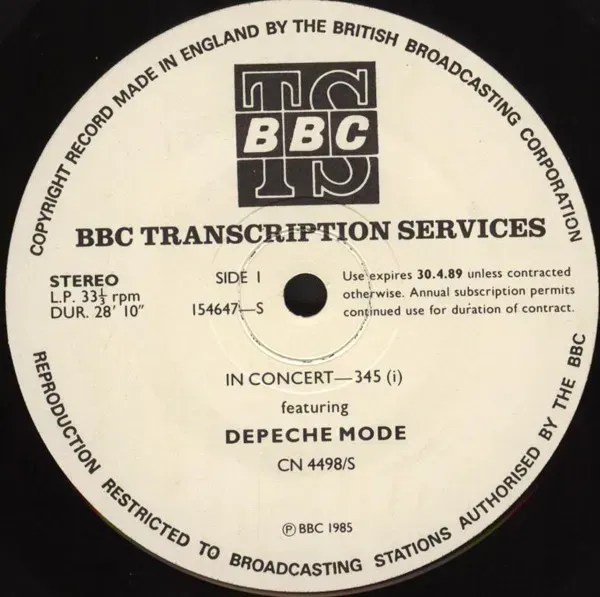 COPYRIGHT RECORD MADE IN ENGLAND BY THE BRITISH BROADCASTING CORPORATION
TS
BBC
BBC TRANSCRIPTION SERVICES
STEREO
L.P. 33⅓ rpm
DUR. 28' 10"
SIDE 1
154647—S
Use expires 30.4.89 unless contracted
otherwise. Annual subscription permits
continued use for duration of contract.
IN CONCERT—345 (i)
featuring
DEPECHE MODE
CN 4498/S
Ⓟ BBC 1985
REPRODUCTION RESTRICTED TO BROADCASTING STATIONS AUTHORISED BY THE BBC